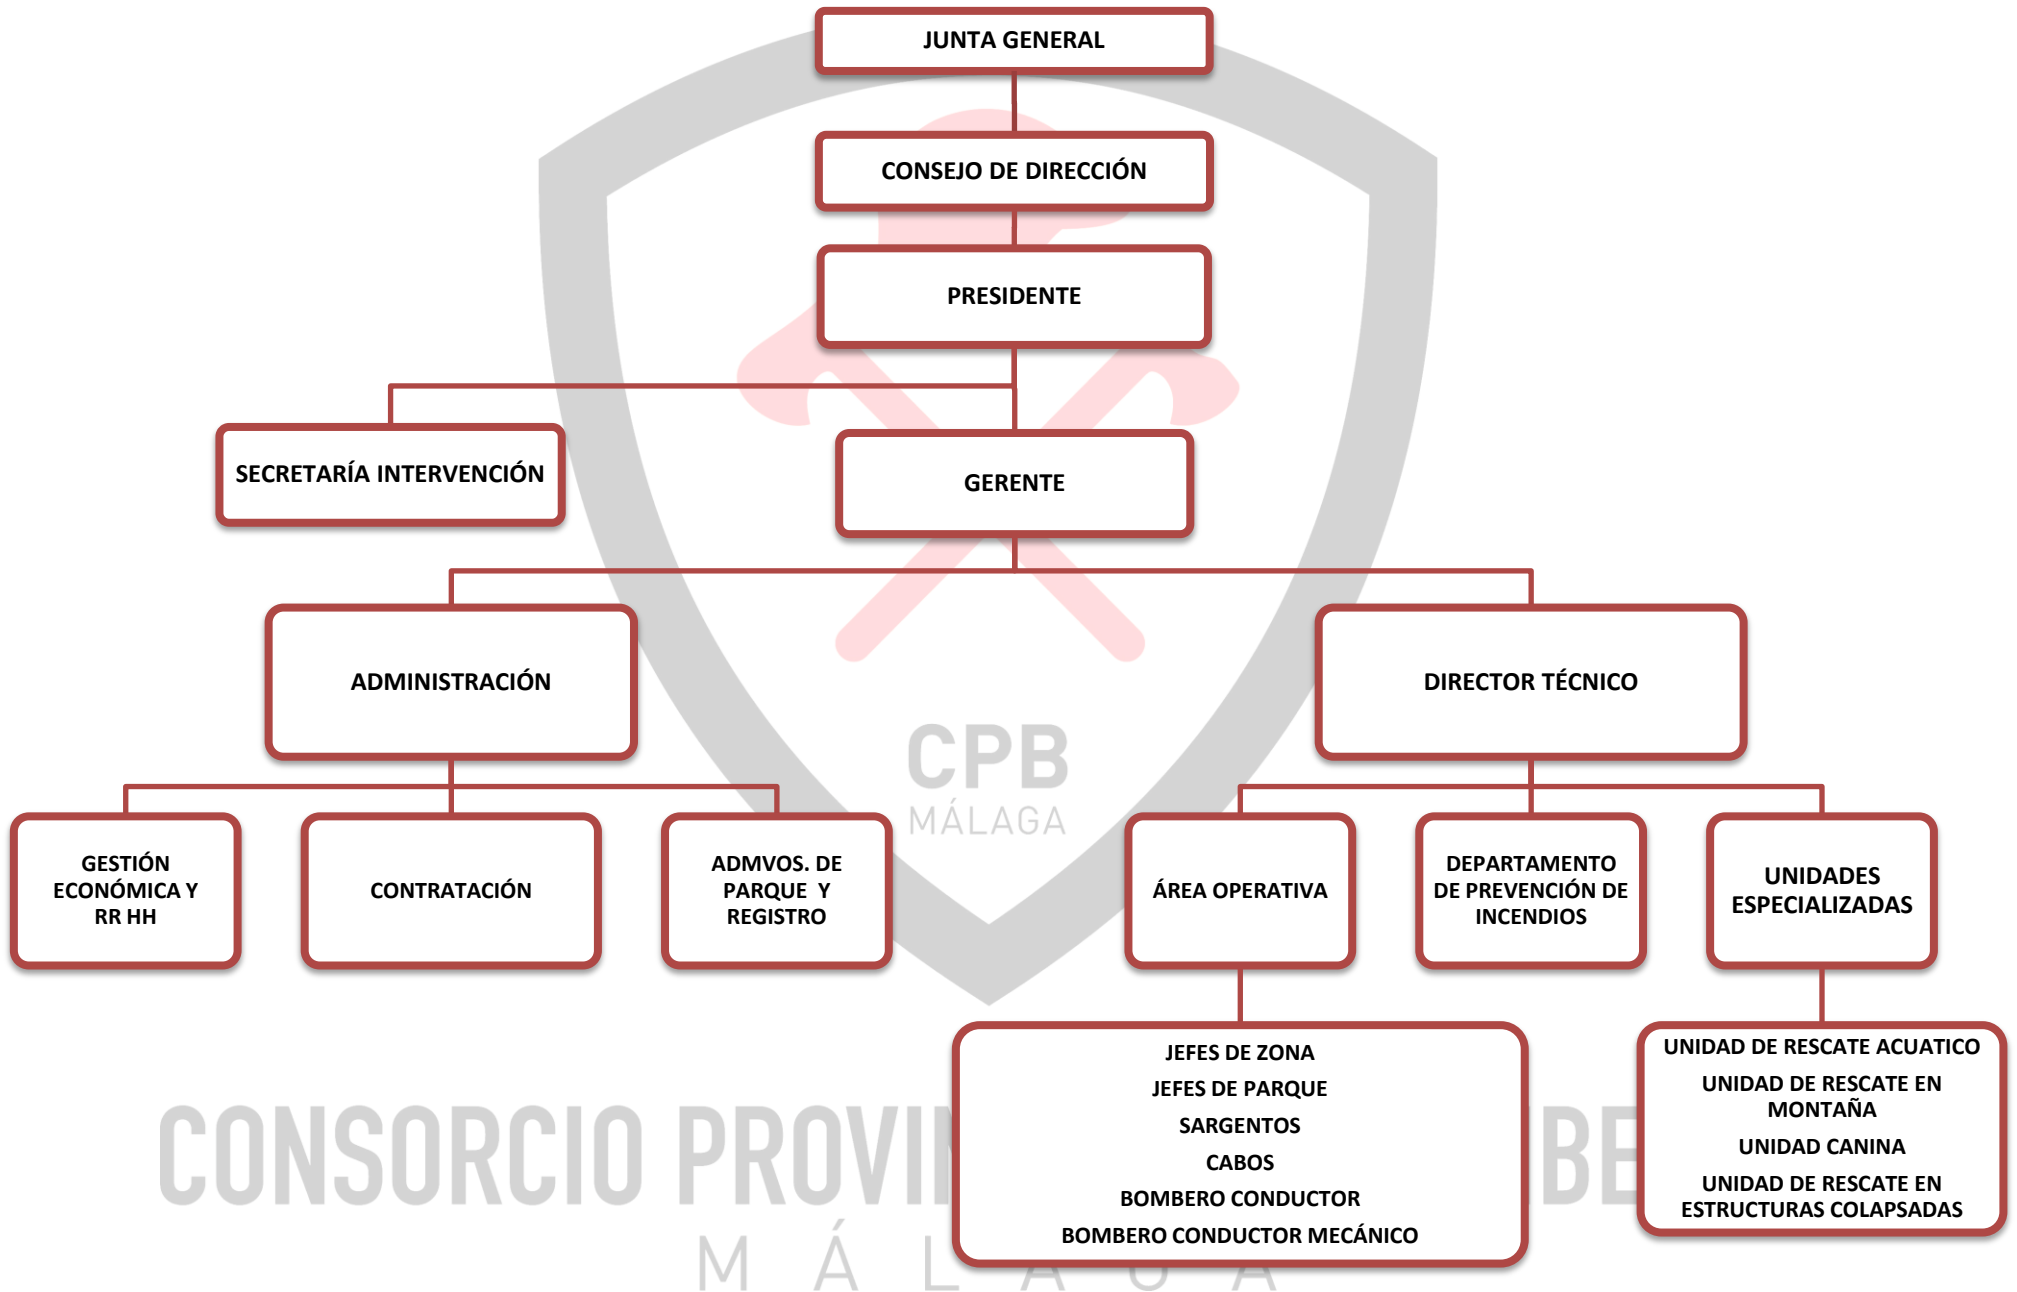 JUNTA GENERAL
CONSEJO DE DIRECCIÓN
PRESIDENTE
SECRETARÍA INTERVENCIÓN
GERENTE
ADMINISTRACIÓN
DIRECTOR TÉCNICO
CPB
MÁLAGA
GESTIÓN
ECONÓMICA Y
RR HH
CONTRATACIÓN
ADMVOS. DE
PARQUE Y
REGISTRO
ÁREA OPERATIVA
DEPARTAMENTO
DE PREVENCIÓN DE
INCENDIOS
UNIDADES
ESPECIALIZADAS
JEFES DE ZONA
JEFES DE PARQUE
SARGENTOS
CABOS
BOMBERO CONDUCTOR
BOMBERO CONDUCTOR MECÁNICO
UNIDAD DE RESCATE ACUATICO
UNIDAD DE RESCATE EN
MONTAÑA
UNIDAD CANINA
UNIDAD DE RESCATE EN
ESTRUCTURAS COLAPSADAS
CONSORCIO
MÁLAGA